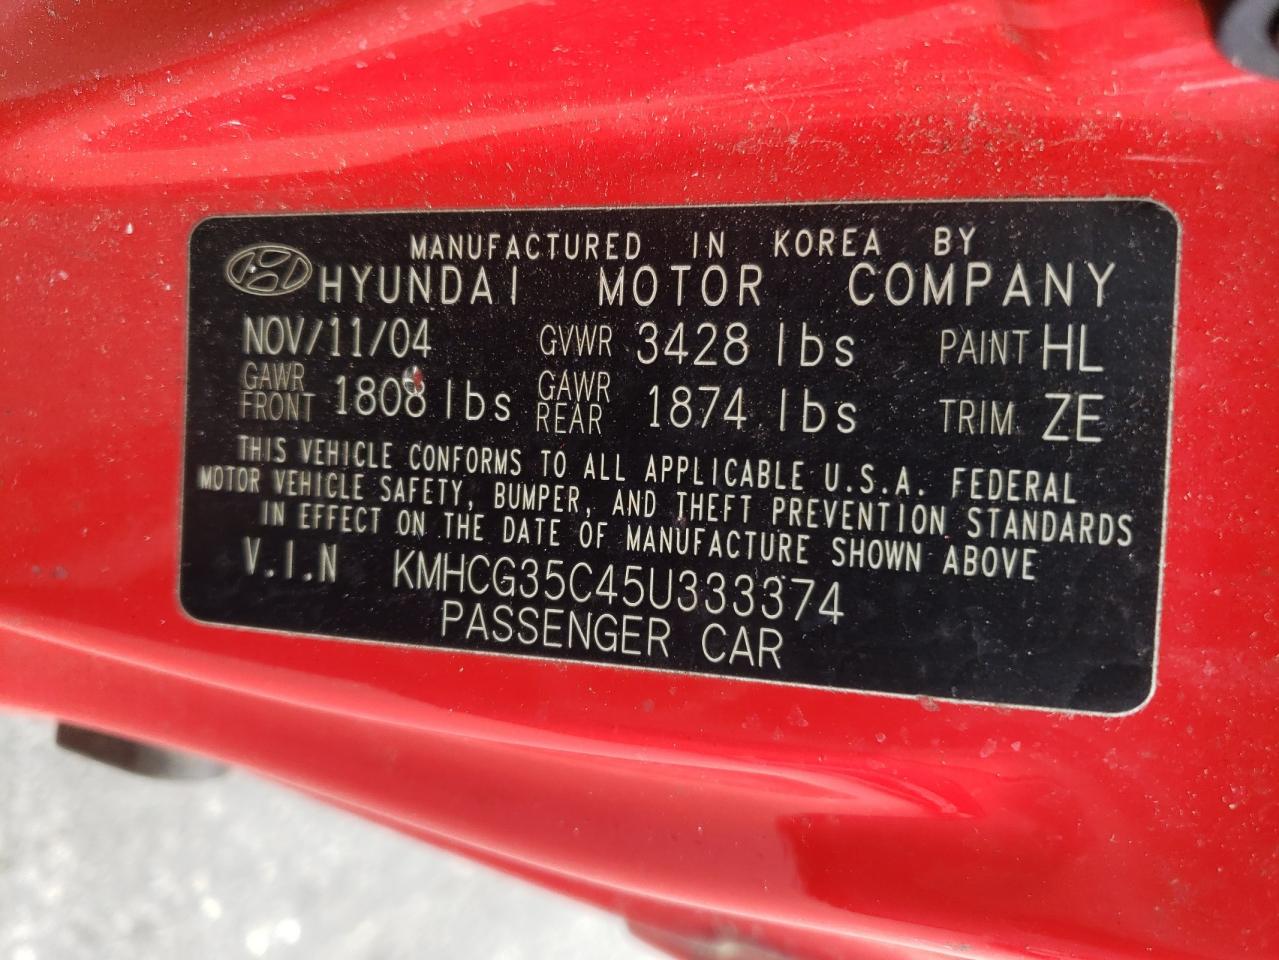 MANUFACTURED IN KOREA BY
HYUNDAI MOTOR COMPANY
NOV/11/04 GVWR 3428 lbs PAINT HL
GAWR FRONT 1808 lbs GAWR REAR 1874 lbs TRIM ZE
THIS VEHICLE CONFORMS TO ALL APPLICABLE U.S.A. FEDERAL
MOTOR VEHICLE SAFETY, BUMPER, AND THEFT PREVENTION STANDARDS
IN EFFECT ON THE DATE OF MANUFACTURE SHOWN ABOVE
V.I.N KMHCG35C45U333374
PASSENGER CAR